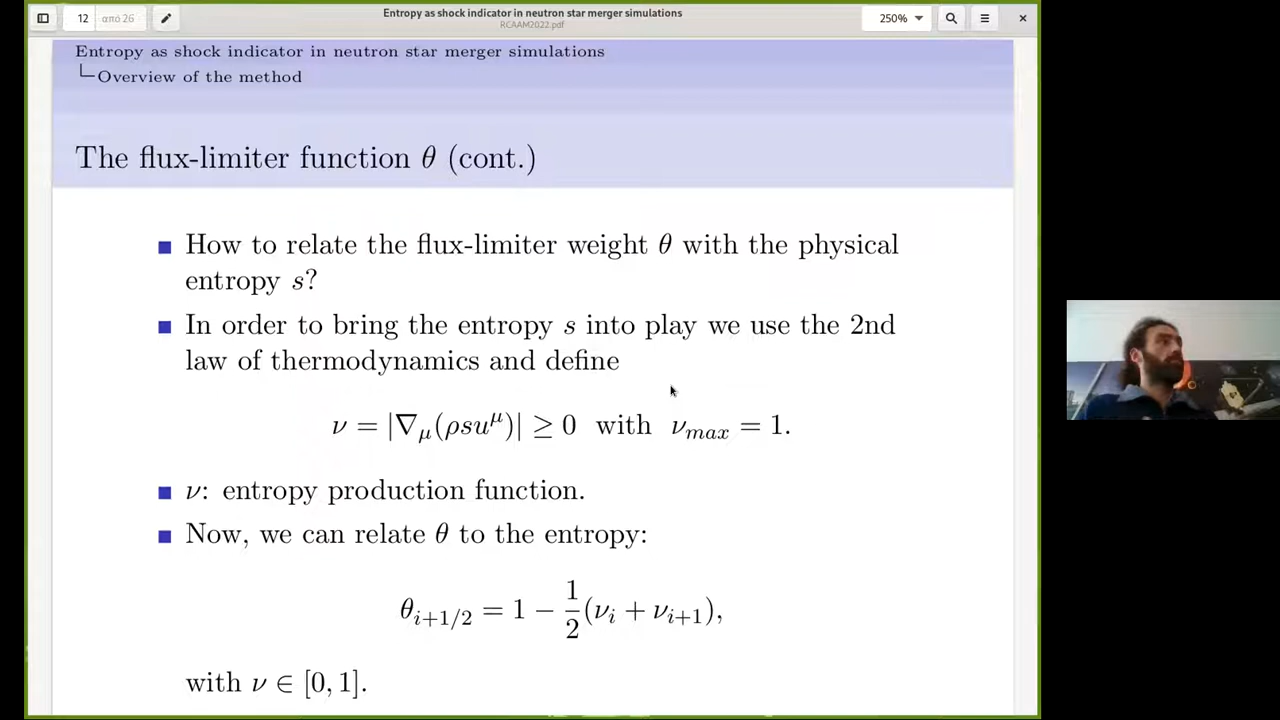 12 από 26
Entropy as shock indicator in neutron star merger simulations
RCAAM2022.pdf
250%
Entropy as shock indicator in neutron star merger simulations
Overview of the method
The flux-limiter function θ (cont.)
How to relate the flux-limiter weight θ with the physical
entropy s?
In order to bring the entropy s into play we use the 2nd
law of thermodynamics and define
ν = |∇_μ(ρsu^μ)| ≥ 0 with ν_{max} = 1.
ν: entropy production function.
Now, we can relate θ to the entropy:
θ_{i+1/2} = 1 − \frac{1}{2}(ν_i + ν_{i+1}),
with ν ∈ [0, 1].